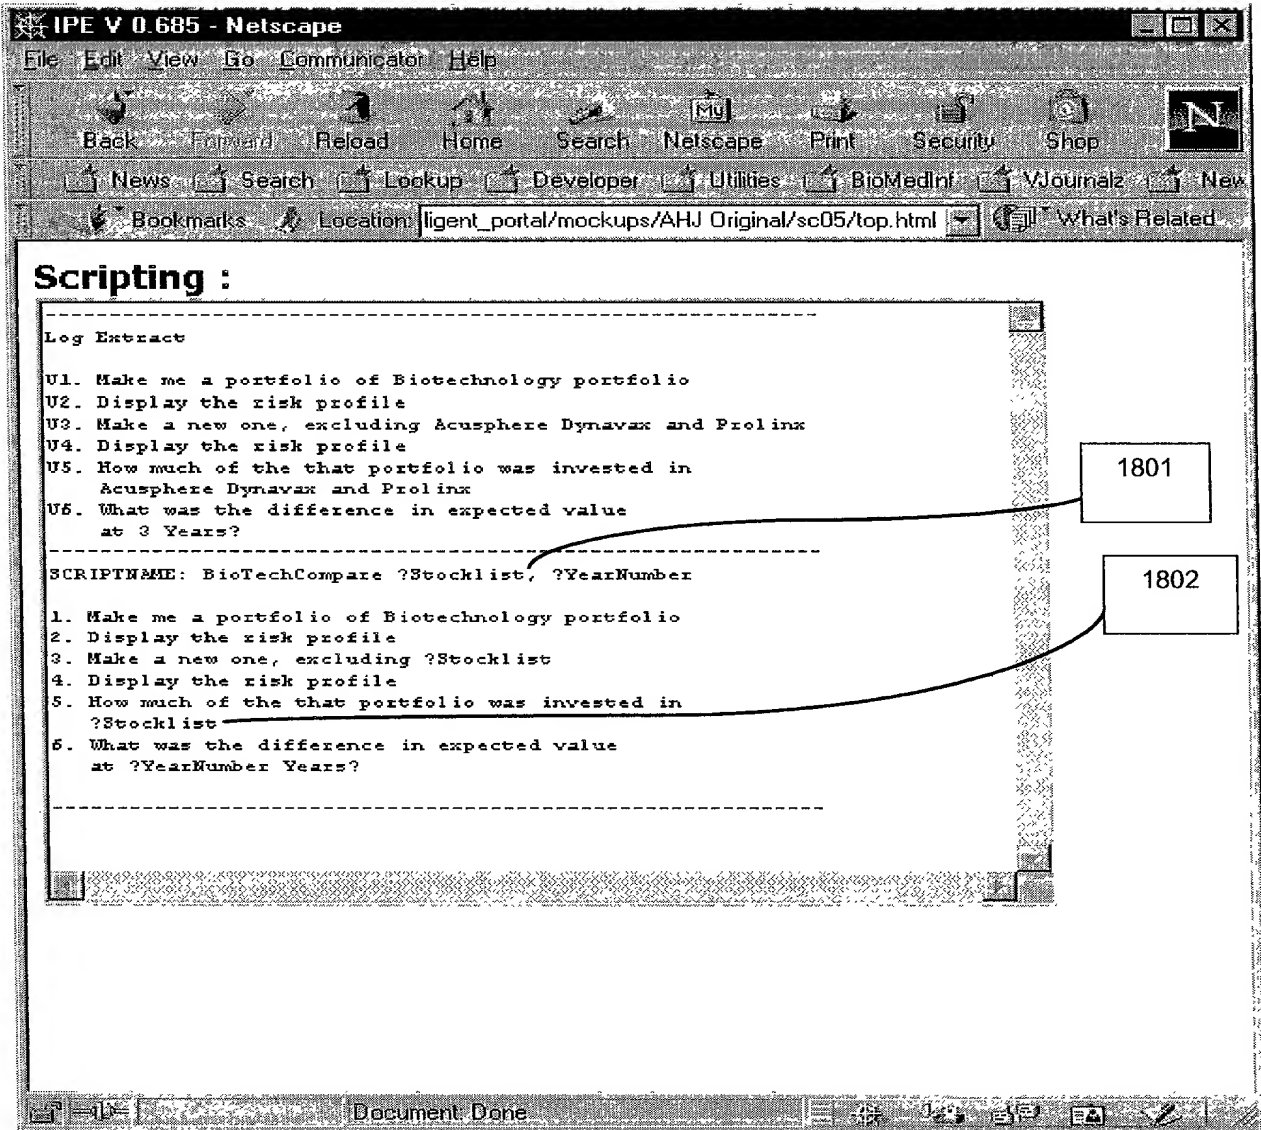 IPE V 0.685 - Netscape
File Edit View Go Communicator Help
Back Forward Reload Home Search Netscape Print Security Shop
My
N
News Search Lookup Developer Utilities BioMedInf VJournalz New
Bookmarks Location: ligent_portal/mockups/AHJ Original/sc05/top.html What's Related
Scripting :
Log Extract
U1. Make me a portfolio of Biotechnology portfolio
U2. Display the risk profile
U3. Make a new one, excluding Acusphere Dynavax and Prolinx
U4. Display the risk profile
U5. How much of the that portfolio was invested in
Acusphere Dynavax and Prolinx
U6. What was the difference in expected value
at 3 Years?
SCRIPTNAME: BioTechCompare ?Stocklist, ?YearNumber
1. Make me a portfolio of Biotechnology portfolio
2. Display the risk profile
3. Make a new one, excluding ?Stocklist
4. Display the risk profile
5. How much of the that portfolio was invested in
?Stocklist
6. What was the difference in expected value
at ?YearNumber Years?
1801
1802
Document: Done